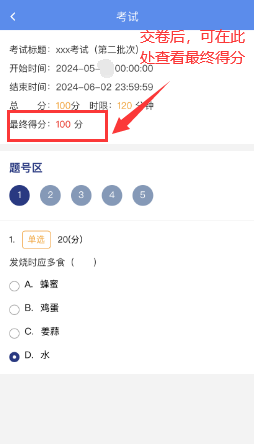 考试
考试标题：xxx考试（第二批次）
交卷后，可在此
处查看最终得分
开始时间：2024-05- 00:00:00
结束时间：2024-06-02 23:59:59
总 分：100分 时限：120 分钟
最终得分：100 分
题号区
1 2 3 4 5
1. 单选 20(分)
发烧时应多食（ ）
A. 蜂蜜
B. 鸡蛋
C. 姜蒜
D. 水